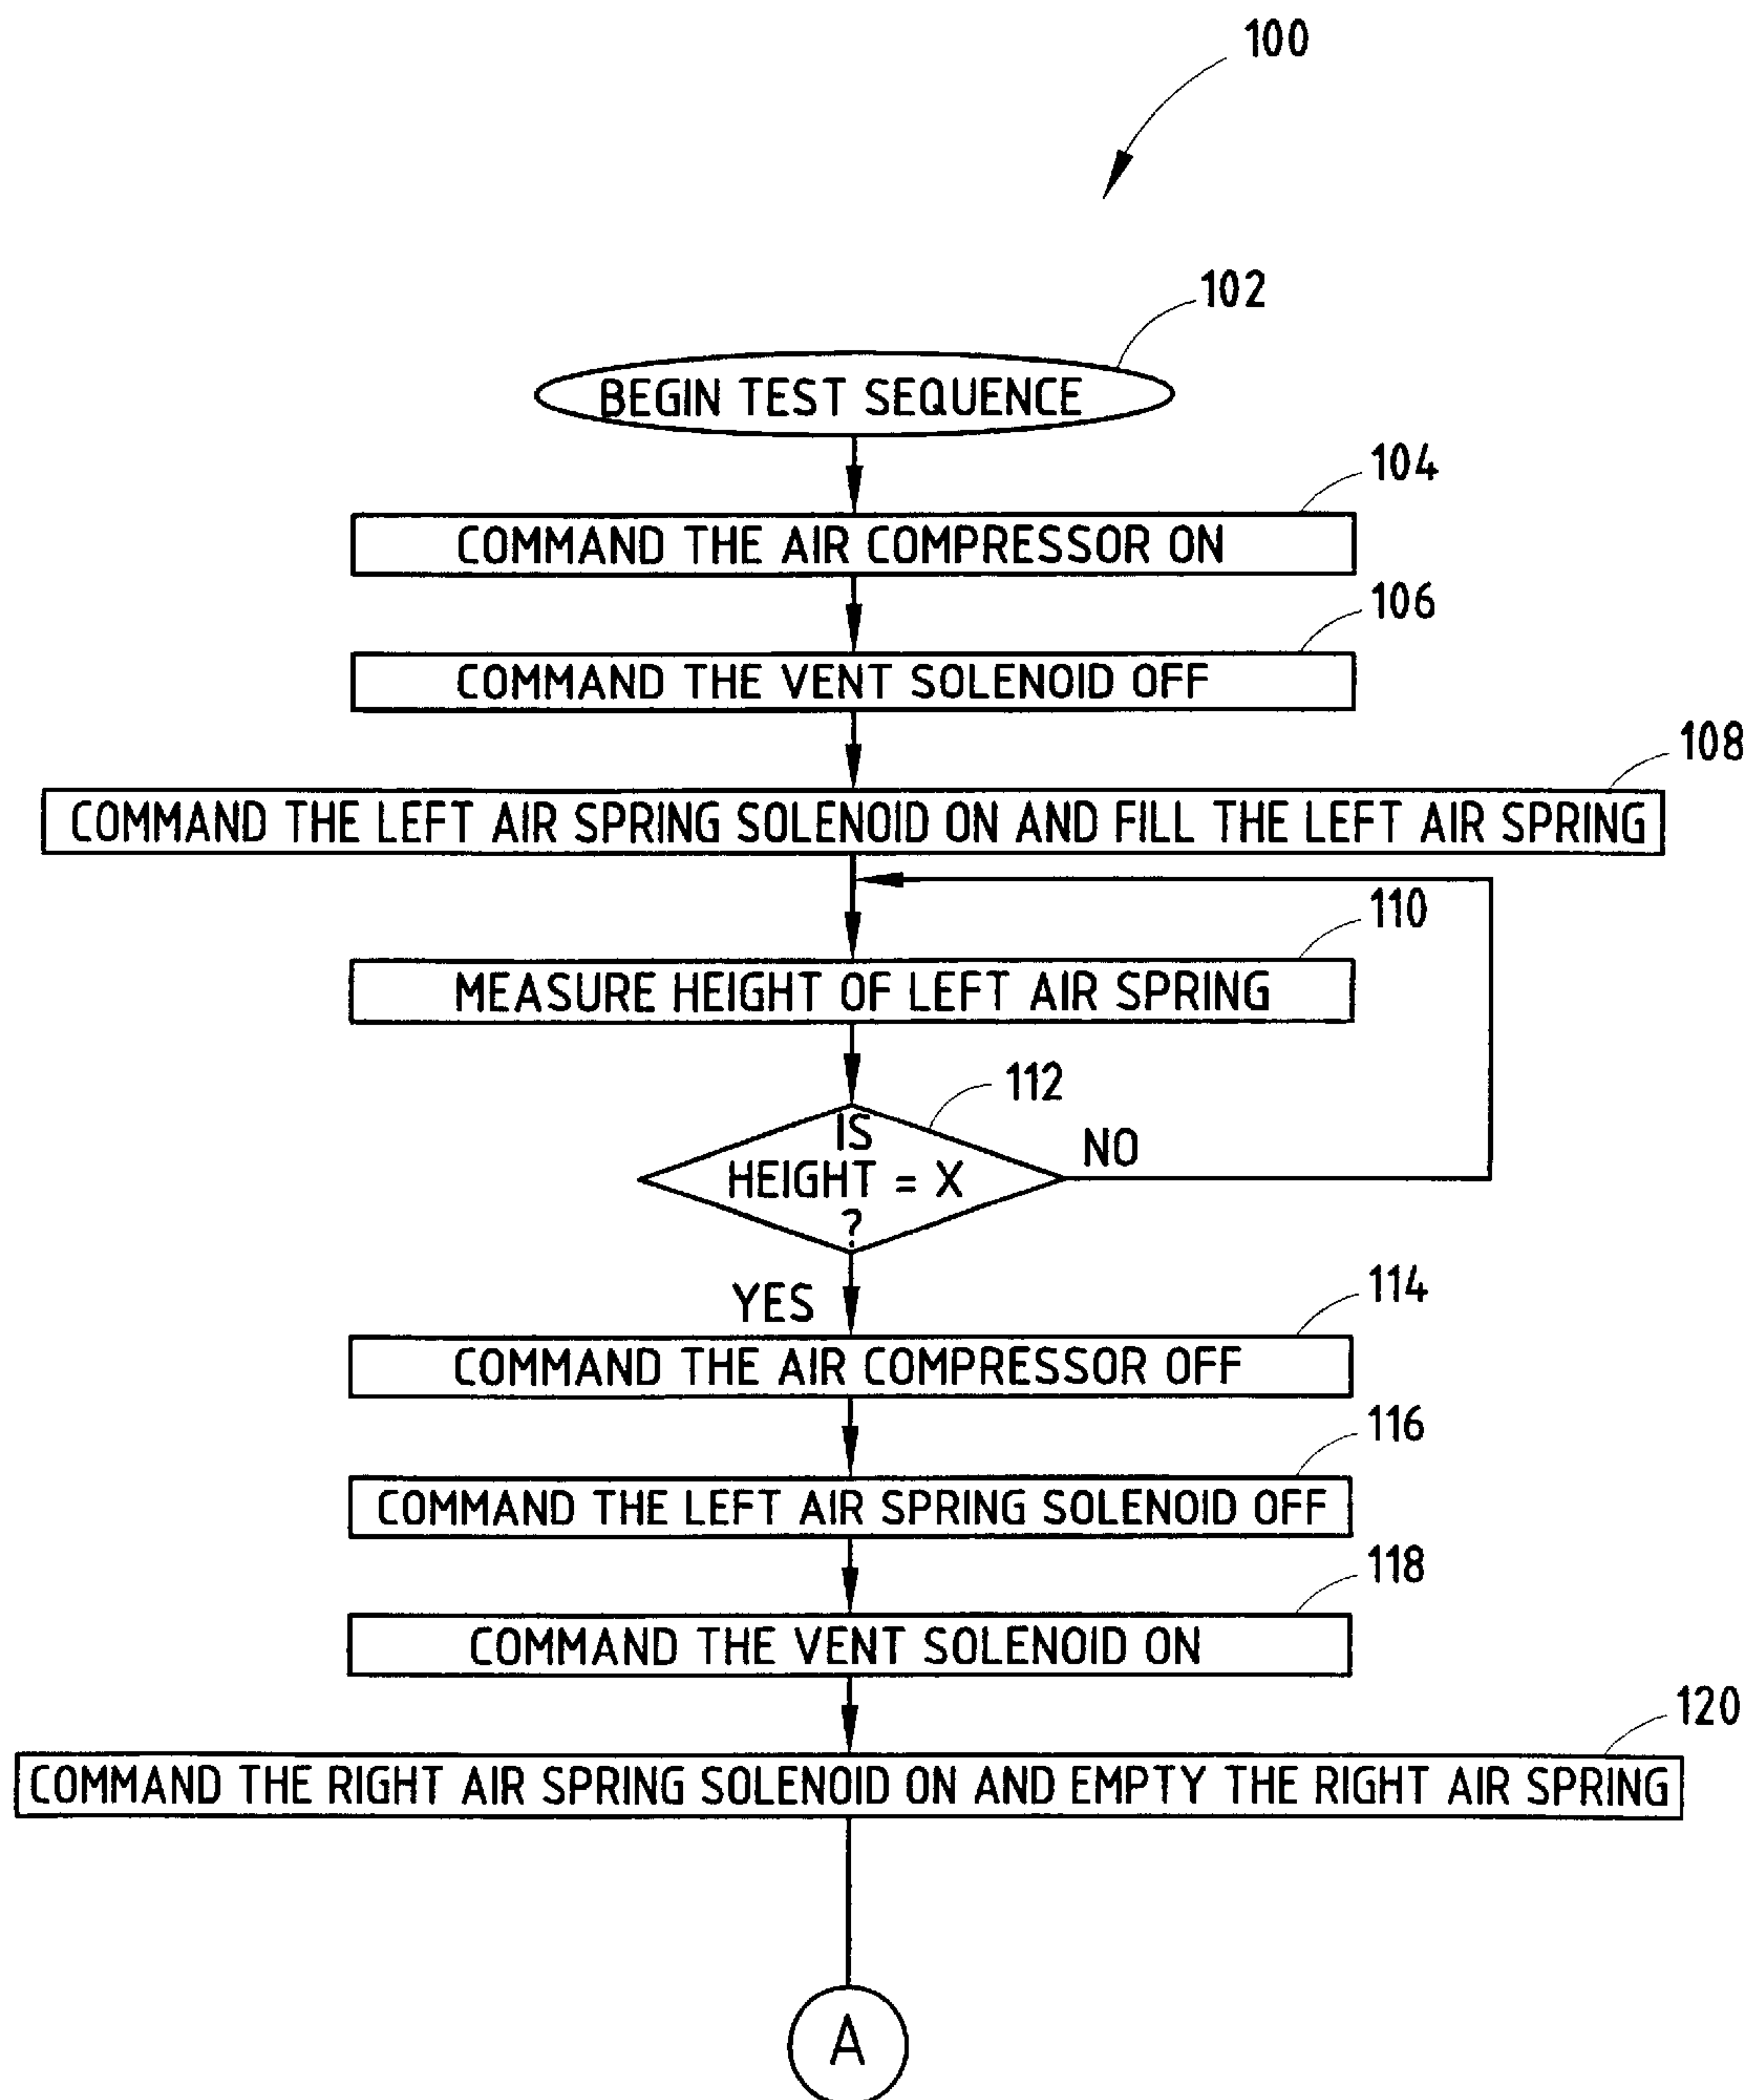 100
102
BEGIN TEST SEQUENCE
104
COMMAND THE AIR COMPRESSOR ON
106
COMMAND THE VENT SOLENOID OFF
108
COMMAND THE LEFT AIR SPRING SOLENOID ON AND FILL THE LEFT AIR SPRING
110
MEASURE HEIGHT OF LEFT AIR SPRING
112
IS
HEIGHT = X
?
NO
YES
114
COMMAND THE AIR COMPRESSOR OFF
116
COMMAND THE LEFT AIR SPRING SOLENOID OFF
118
COMMAND THE VENT SOLENOID ON
120
COMMAND THE RIGHT AIR SPRING SOLENOID ON AND EMPTY THE RIGHT AIR SPRING
A